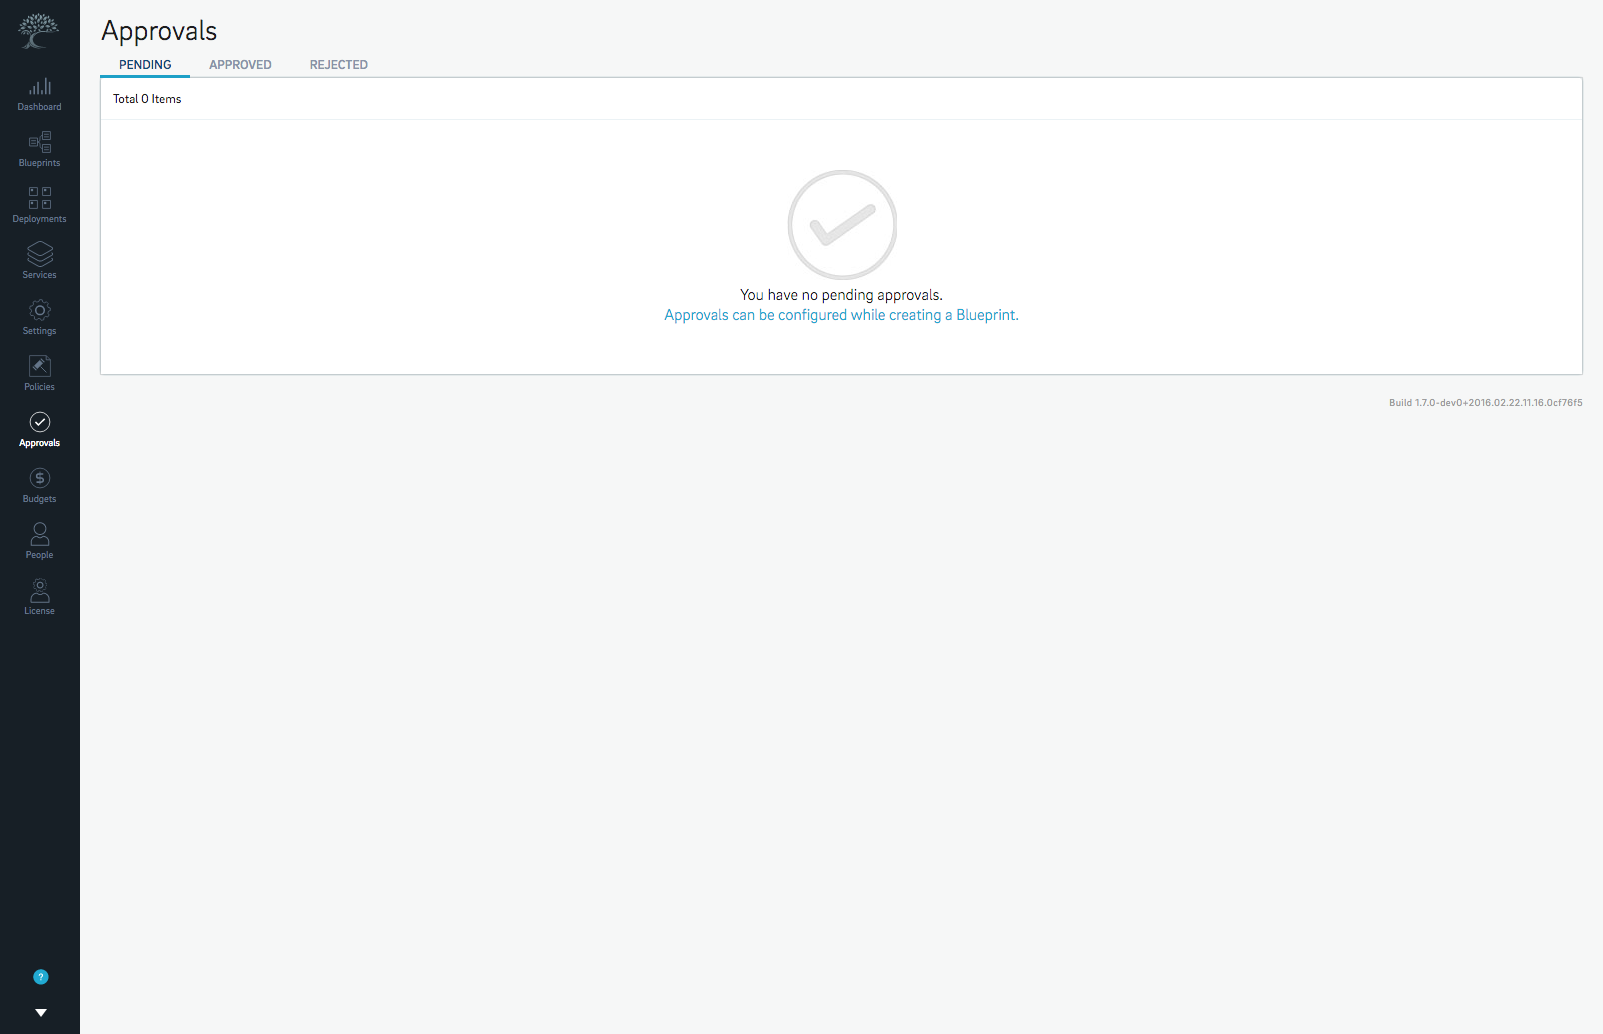 Approvals
PENDING APPROVED REJECTED
Total 0 Items
You have no pending approvals.
Approvals can be configured while creating a Blueprint.
Build 1.7.0-dev0+2016.02.22.11.16.0cf76f5
Dashboard
Blueprints
Deployments
Services
Settings
Policies
Approvals
$
Budgets
People
License
?